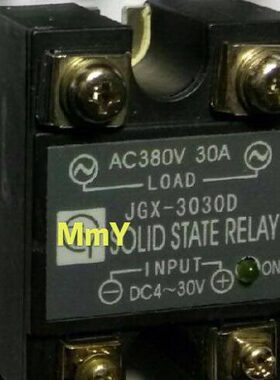 AC380V 30A
LOAD
JGX-3030D
MmY
SOLID STATE RELAY
INPUT
DC4~30V
ON